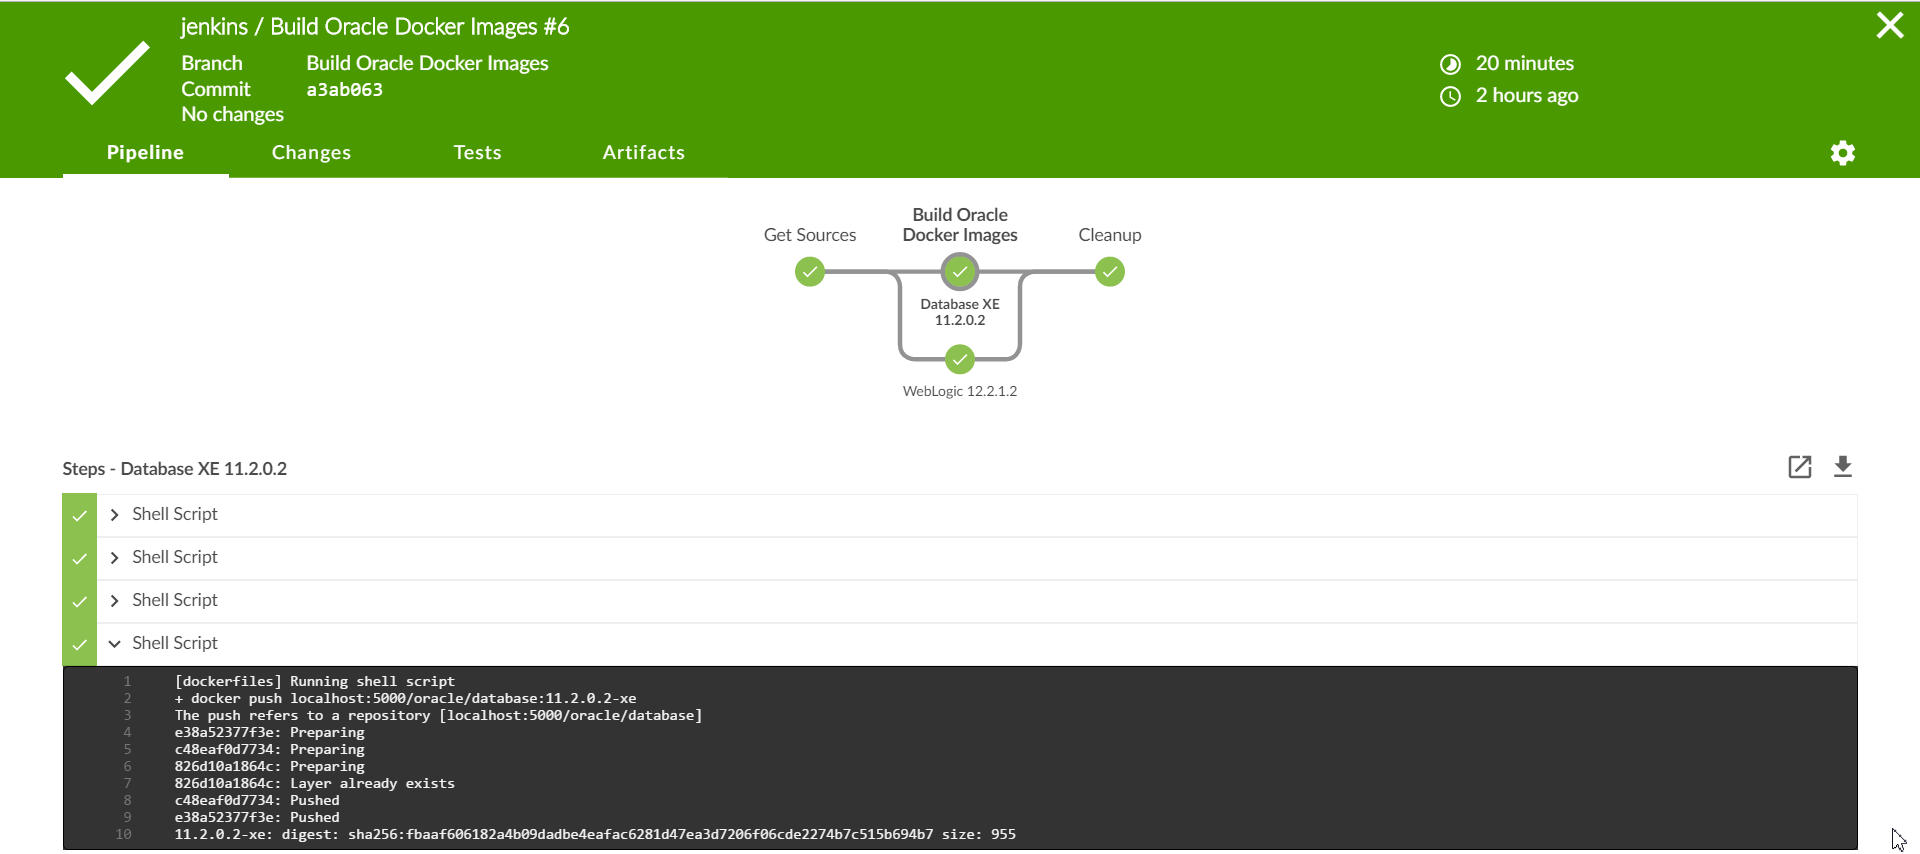 jenkins / Build Oracle Docker Images #6
Branch Build Oracle Docker Images
Commit a3ab063
No changes
20 minutes
2 hours ago
Pipeline Changes Tests Artifacts
Get Sources
Build Oracle
Docker Images
Cleanup
Database XE
11.2.0.2
WebLogic 12.2.1.2
Steps - Database XE 11.2.0.2
Shell Script
Shell Script
Shell Script
Shell Script
1 [dockerfiles] Running shell script
2 + docker push localhost:5000/oracle/database:11.2.0.2-xe
3 The push refers to a repository [localhost:5000/oracle/database]
4 e38a52377f3e: Preparing
5 c48eaf0d7734: Preparing
6 826d10a1864c: Preparing
7 826d10a1864c: Layer already exists
8 c48eaf0d7734: Pushed
9 e38a52377f3e: Pushed
10 11.2.0.2-xe: digest: sha256:fbaaf606182a4b09dadbe4eafac6281d47ea3d7206f06cde2274b7c515b694b7 size: 955